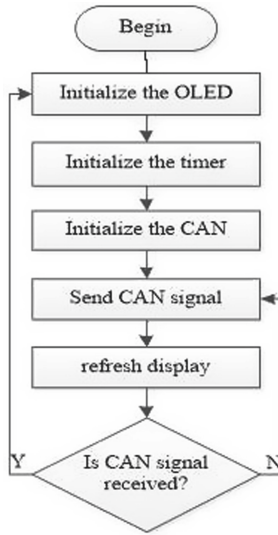 Begin
Initialize the OLED
Initialize the timer
Initialize the CAN
Send CAN signal
refresh display
Is CAN signal
received?
Y
N